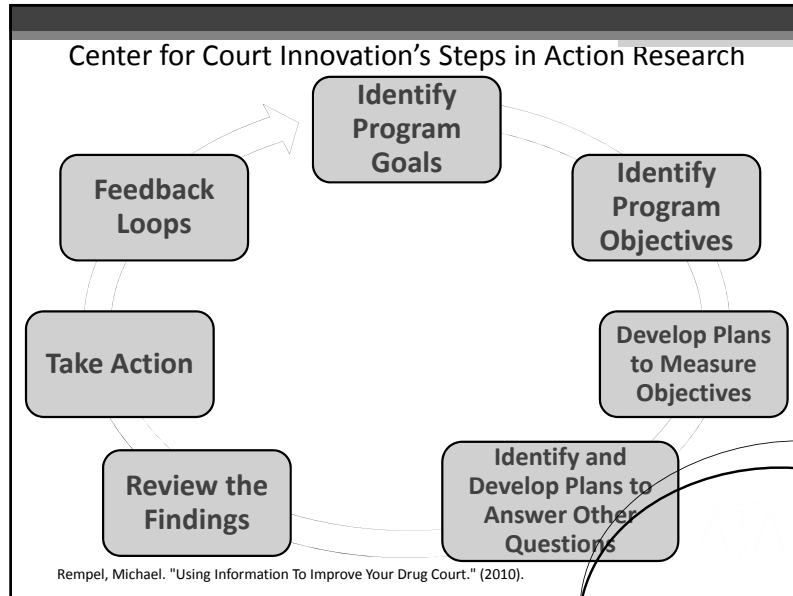 Center for Court Innovation's Steps in Action Research
Identify
Program
Goals
Identify
Program
Objectives
Develop Plans
to Measure
Objectives
Identify and
Develop Plans to
Answer Other
Questions
Review the
Findings
Take Action
Feedback
Loops
Rempel, Michael. "Using Information To Improve Your Drug Court." (2010).